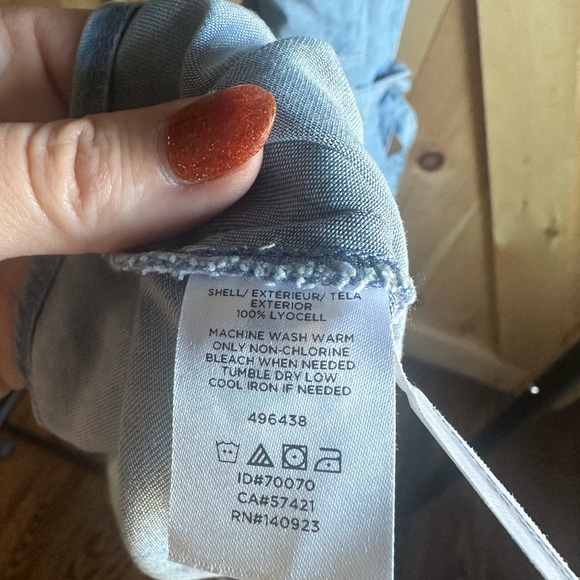 SHELL/ EXTÉRIEUR/ TELA
EXTERIOR
100% LYOCELL
MACHINE WASH WARM
ONLY NON-CHLORINE
BLEACH WHEN NEEDED
TUMBLE DRY LOW
COOL IRON IF NEEDED
496438
ID#70070
CA#57421
RN#140923